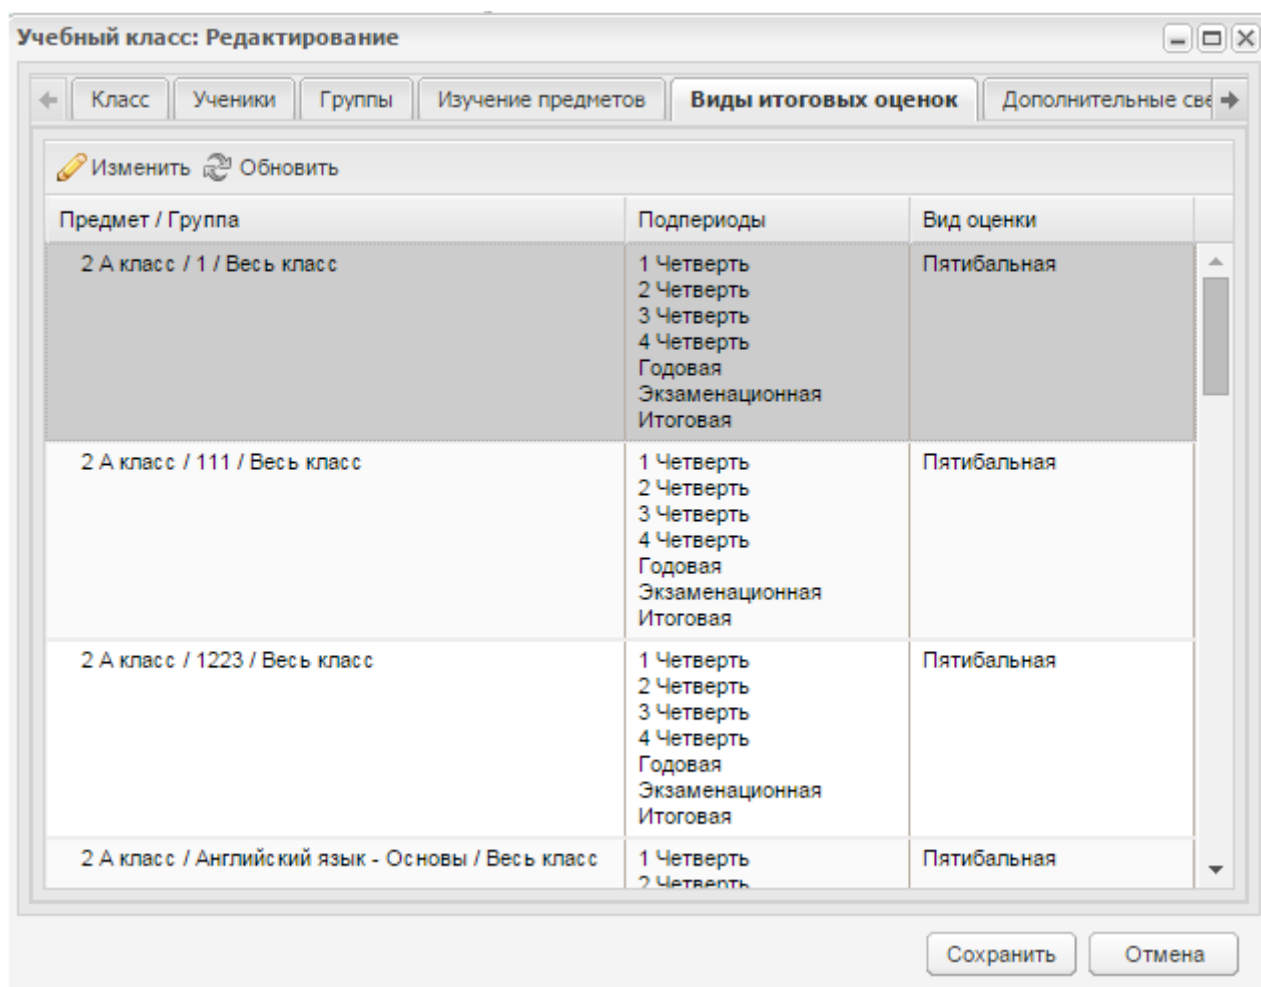 Учебный класс: Редактирование
Класс Ученики Группы Изучение предметов Виды итоговых оценок Дополнительные све
Изменить Обновить
Предмет / Группа Подпериоды Вид оценки
2 А класс / 1 / Весь класс 1 Четверть Пятибальная
2 Четверть
3 Четверть
4 Четверть
Годовая
Экзаменационная
Итоговая
2 А класс / 111 / Весь класс 1 Четверть Пятибальная
2 Четверть
3 Четверть
4 Четверть
Годовая
Экзаменационная
Итоговая
2 А класс / 1223 / Весь класс 1 Четверть Пятибальная
2 Четверть
3 Четверть
4 Четверть
Годовая
Экзаменационная
Итоговая
2 А класс / Английский язык - Основы / Весь класс 1 Четверть Пятибальная
2 Четверть
Сохранить Отмена